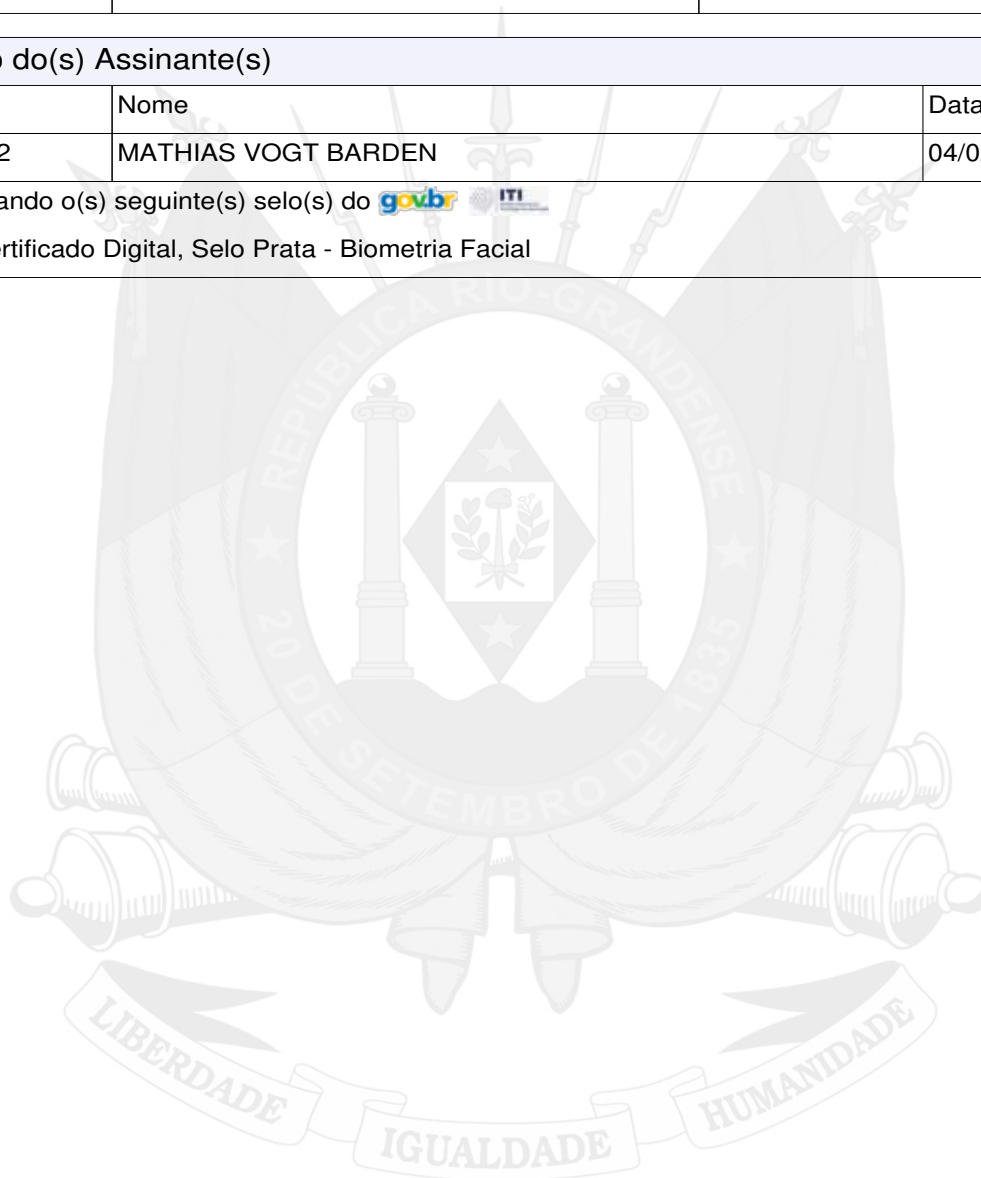 do(s) Assinante(s)
Nome Data
2 MATHIAS VOGT BARDEN 04/0
ando o(s) seguinte(s) selo(s) do gov.br ITI
ertificado Digital, Selo Prata - Biometria Facial
REPÚBLICA RIO-GRANDENSE
20 DE SETEMBRO DE 1835
LIBERDADE
IGUALDADE
HUMANIDADE